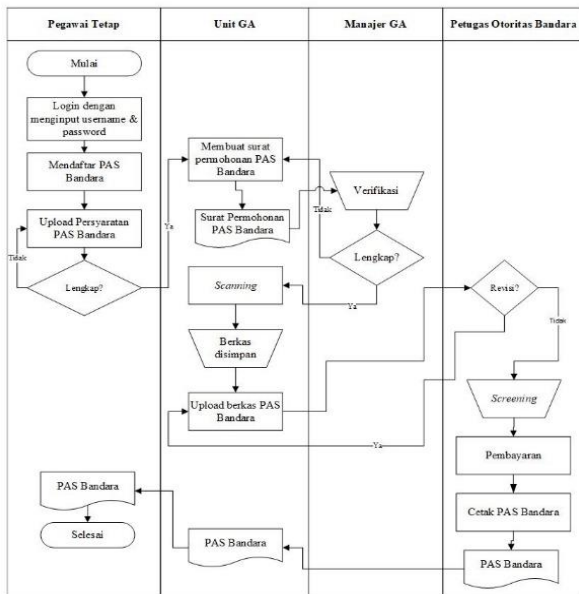 Pegawai Tetap
Unit GA
Manajer GA
Petugas Otoritas Bandara
Mulai
Login dengan
menginput username &
password
Mendaftar PAS
Bandara
Upload Persyaratan
PAS Bandara
Tidak
Lengkap?
Ya
Membuat surat
permohonan PAS
Bandara
Surat Permohonan
PAS Bandara
Verifikasi
Tidak
Lengkap?
Ya
Scanning
Berkas
disimpan
Upload berkas PAS
Bandara
Revisi?
Tidak
Ya
Screening
Pembayaran
Cetak PAS Bandara
PAS Bandara
PAS Bandara
PAS Bandara
Selesai